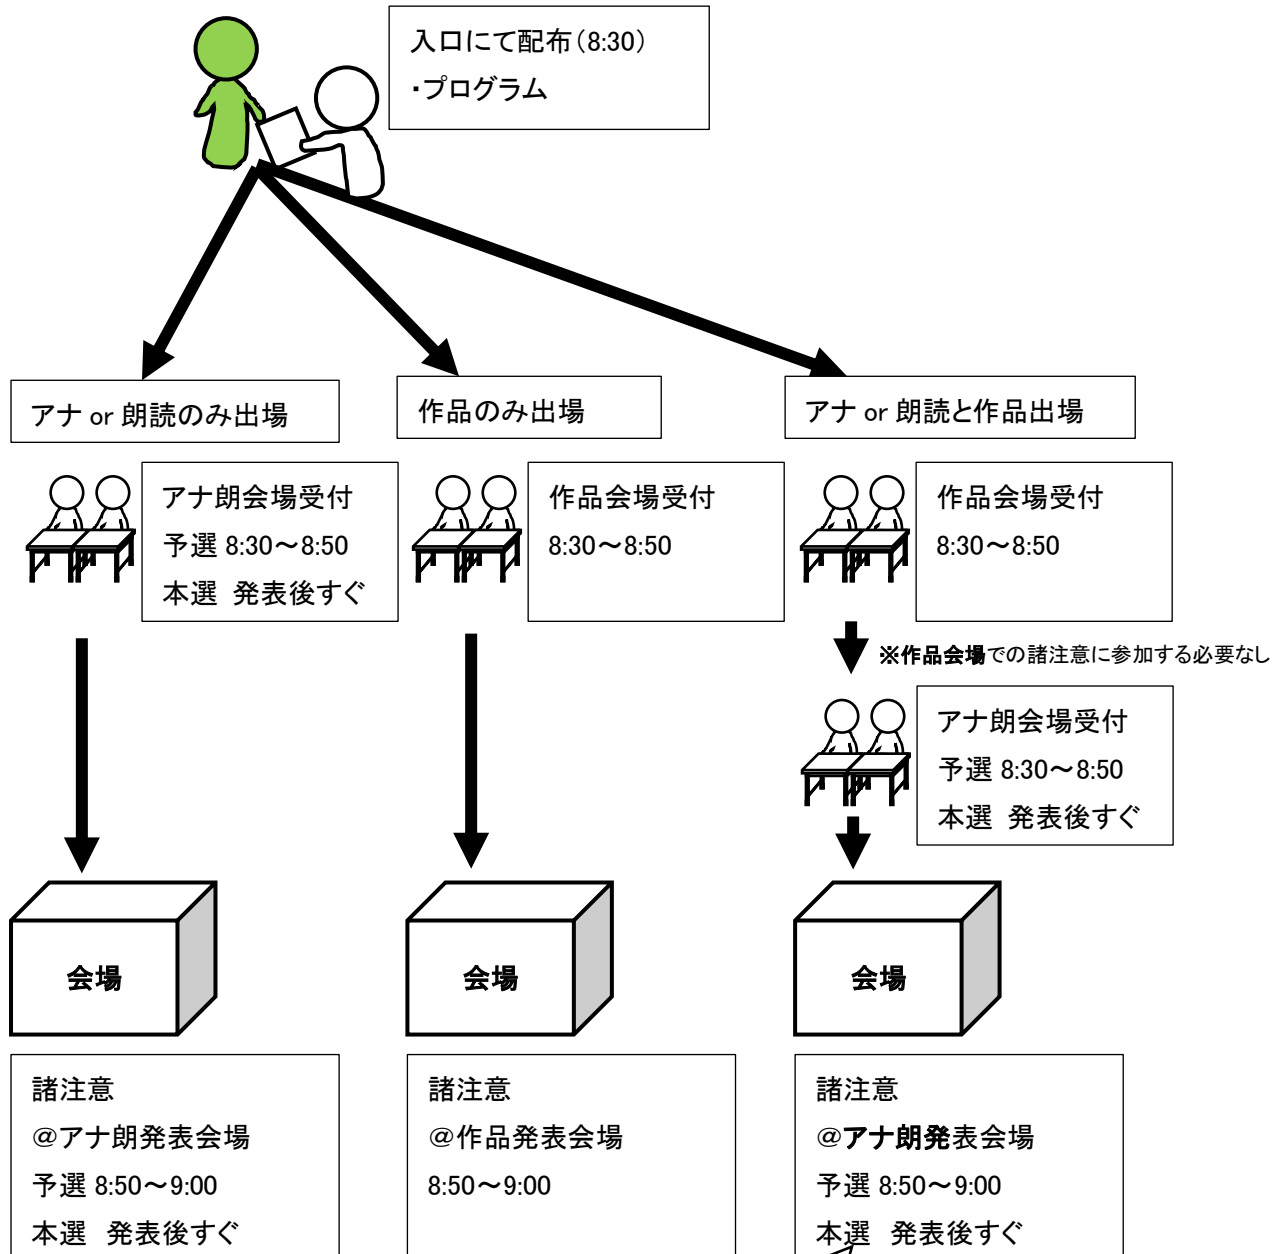 入口にて配布(8:30)
・プログラム
アナ or 朗読のみ出場
作品のみ出場
アナ or 朗読と作品出場
アナ朗会場受付
予選 8:30～8:50
本選 発表後すぐ
作品会場受付
8:30～8:50
作品会場受付
8:30～8:50
※作品会場での諸注意に参加する必要なし
アナ朗会場受付
予選 8:30～8:50
本選 発表後すぐ
会場
会場
会場
諸注意
＠アナ朗発表会場
予選 8:50～9:00
本選 発表後すぐ
諸注意
＠作品発表会場
8:50～9:00
諸注意
＠アナ朗発表会場
予選 8:50～9:00
本選 発表後すぐ